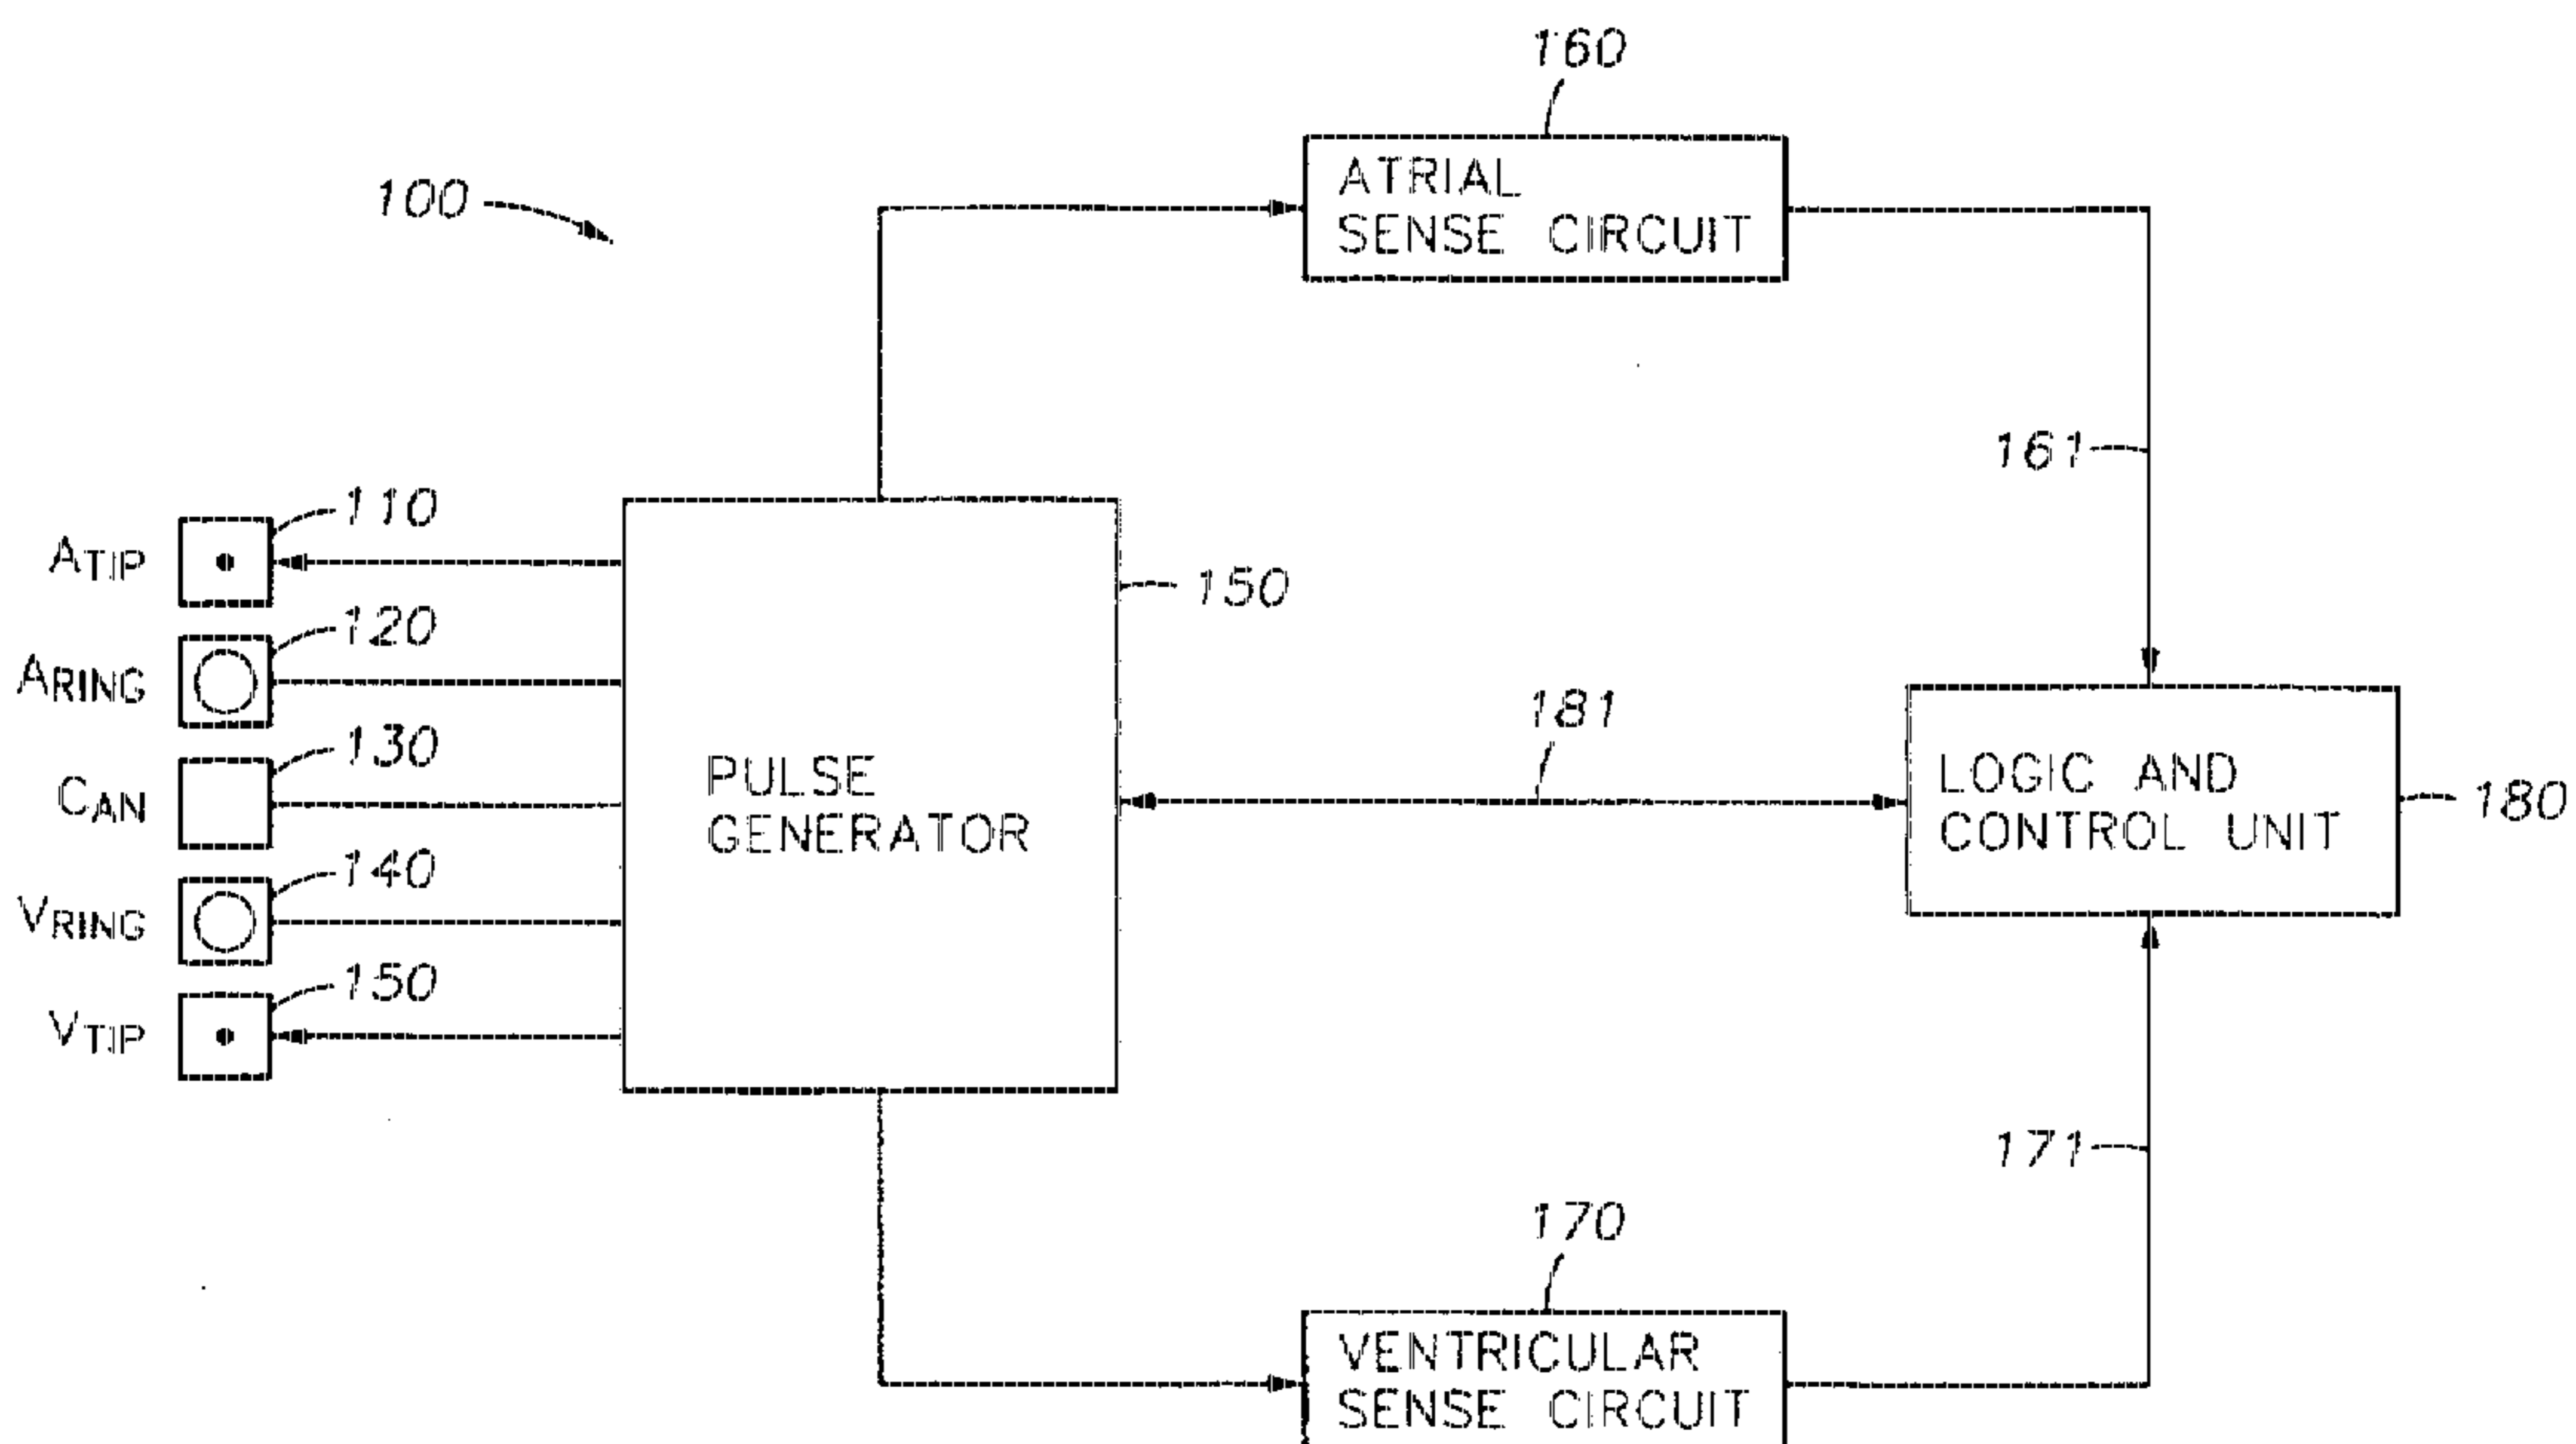 160
ATRIAL
SENSE CIRCUIT
100
161
110
ATIP
150
120
ARING
181
130
CAN
PULSE
GENERATOR
LOGIC AND
CONTROL UNIT
180
140
VRING
150
VTIP
171
170
VENTRICULAR
SENSE CIRCUIT